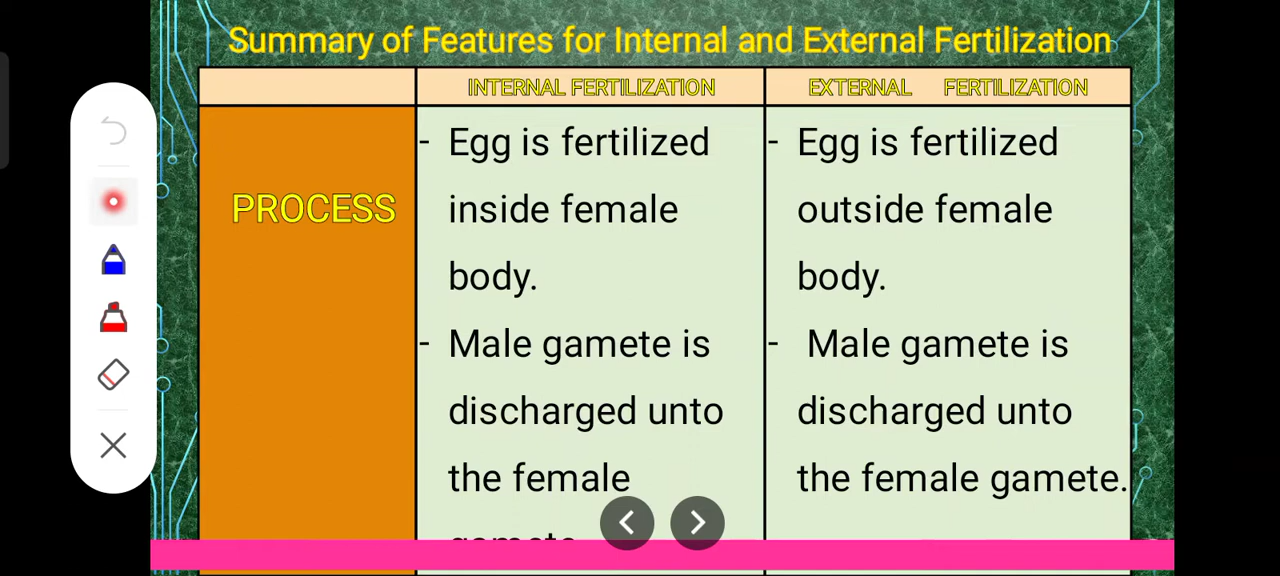 Summary of Features for Internal and External Fertilization
INTERNAL FERTILIZATION
EXTERNAL FERTILIZATION
PROCESS
- Egg is fertilized
inside female
body.
- Male gamete is
discharged unto
the female
- Egg is fertilized
outside female
body.
- Male gamete is
discharged unto
the female gamete.